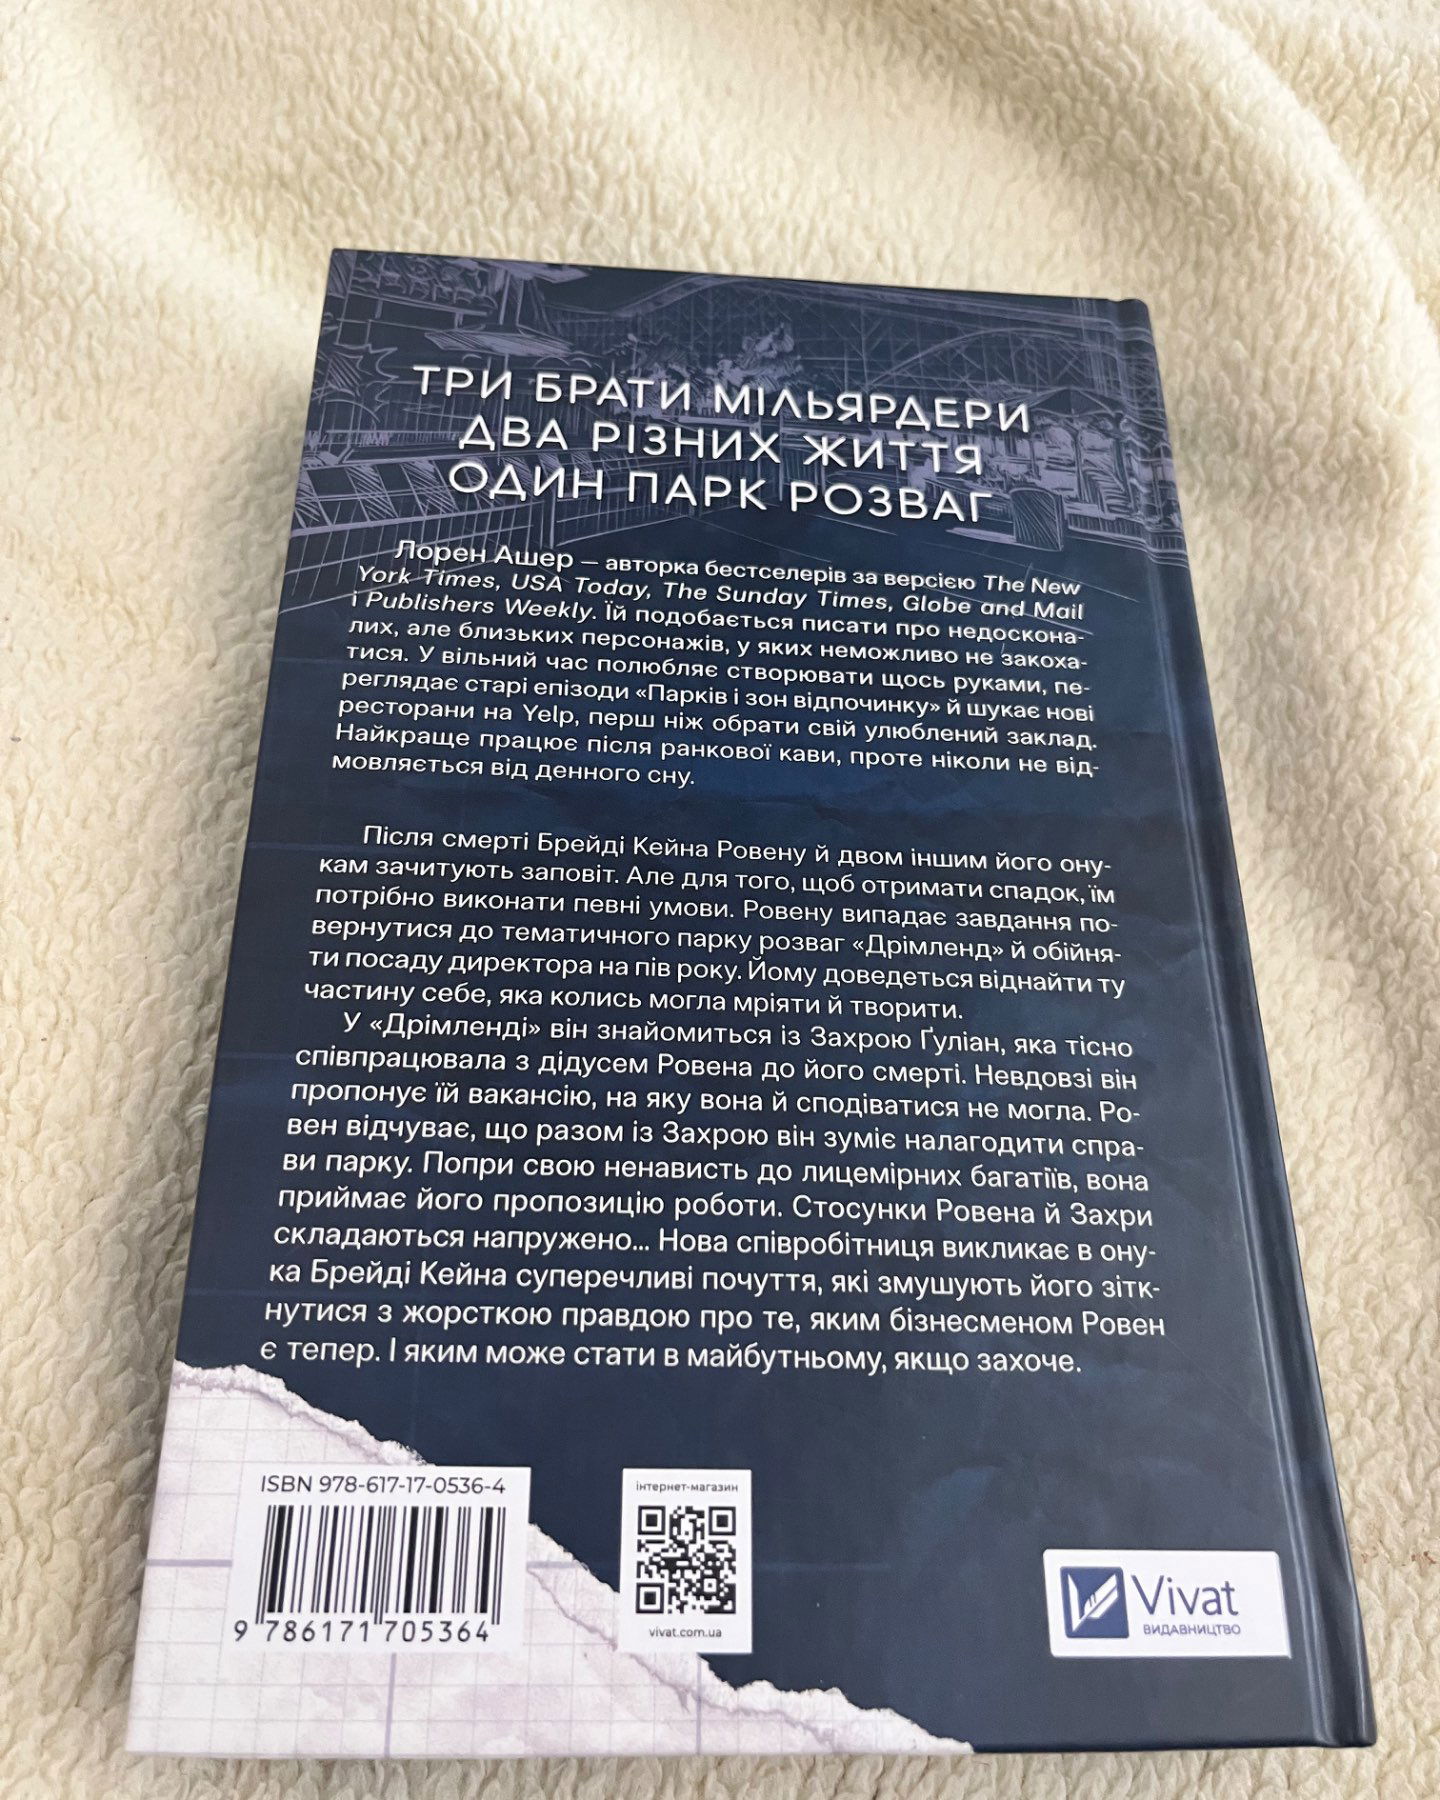 ТРИ БРАТИ МІЛЬЯРДЕРИ
ДВА РІЗНИХ ЖИТТЯ
ОДИН ПАРК РОЗВАГ
Лорен Ашер — авторка бестселерів за версією The New
York Times, USA Today, The Sunday Times, Globe and Mail
і Publishers Weekly. Їй подобається писати про недоскона-
лих, але близьких персонажів, у яких неможливо не закоха-
тися. У вільний час полюбляє створювати щось руками, пе-
реглядає старі епізоди «Парків і зон відпочинку» й шукає нові
ресторани на Yelp, перш ніж обрати свій улюблений заклад.
Найкраще працює після ранкової кави, проте ніколи не від-
мовляється від денного сну.
Після смерті Брейді Кейна Ровену й двом іншим його ону-
кам зачитують заповіт. Але для того, щоб отримати спадок, їм
потрібно виконати певні умови. Ровену випадає завдання по-
вернутися до тематичного парку розваг «Дрімленд» й обійня-
ти посаду директора на пів року. Йому доведеться віднайти ту
частину себе, яка колись могла мріяти й творити.
У «Дрімленді» він знайомиться із Захрою Ґуліан, яка тісно
співпрацювала з дідусем Ровена до його смерті. Невдовзі він
пропонує їй вакансію, на яку вона й сподіватися не могла. Ро-
вен відчуває, що разом із Захрою він зуміє налагодити спра-
ви парку. Попри свою ненависть до лицемірних багатіїв, вона
приймає його пропозицію роботи. Стосунки Ровена й Захри
складаються напружено... Нова співробітниця викликає в ону-
ка Брейді Кейна суперечливі почуття, які змушують його зітк-
нутися з жорсткою правдою про те, яким бізнесменом Ровен
є тепер. І яким може стати в майбутньому, якщо захоче.
ISBN 978-617-17-0536-4
9 786171 705364
інтернет-магазин
vivat.com.ua
Vivat
ВИДАВНИЦТВО